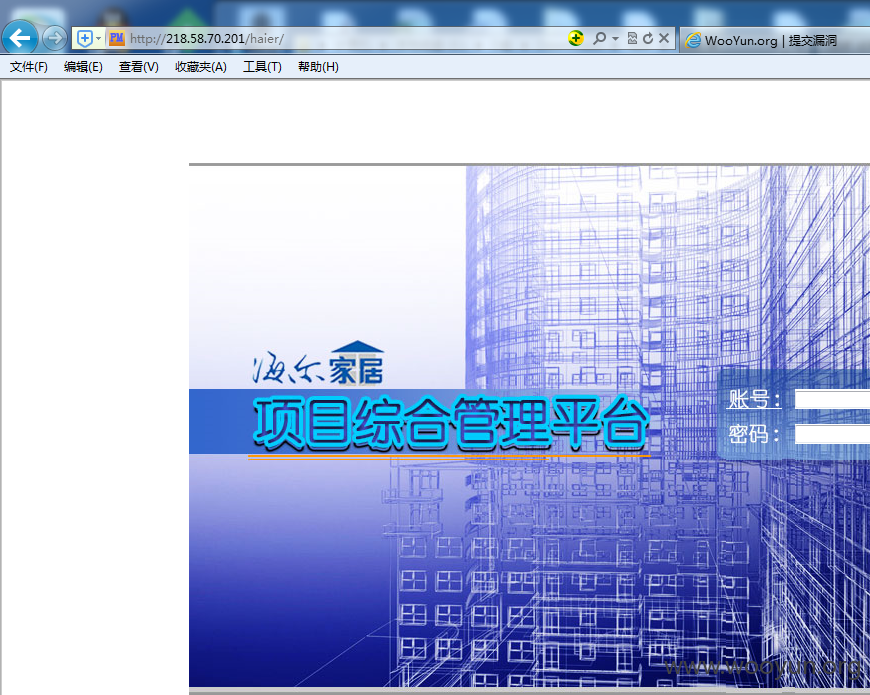 http://218.58.70.201/haier/
WooYun.org | 提交漏洞
文件(F) 编辑(E) 查看(V) 收藏夹(A) 工具(T) 帮助(H)
海尔家居
项目综合管理平台
账号：
密码：
www.wooyun.org